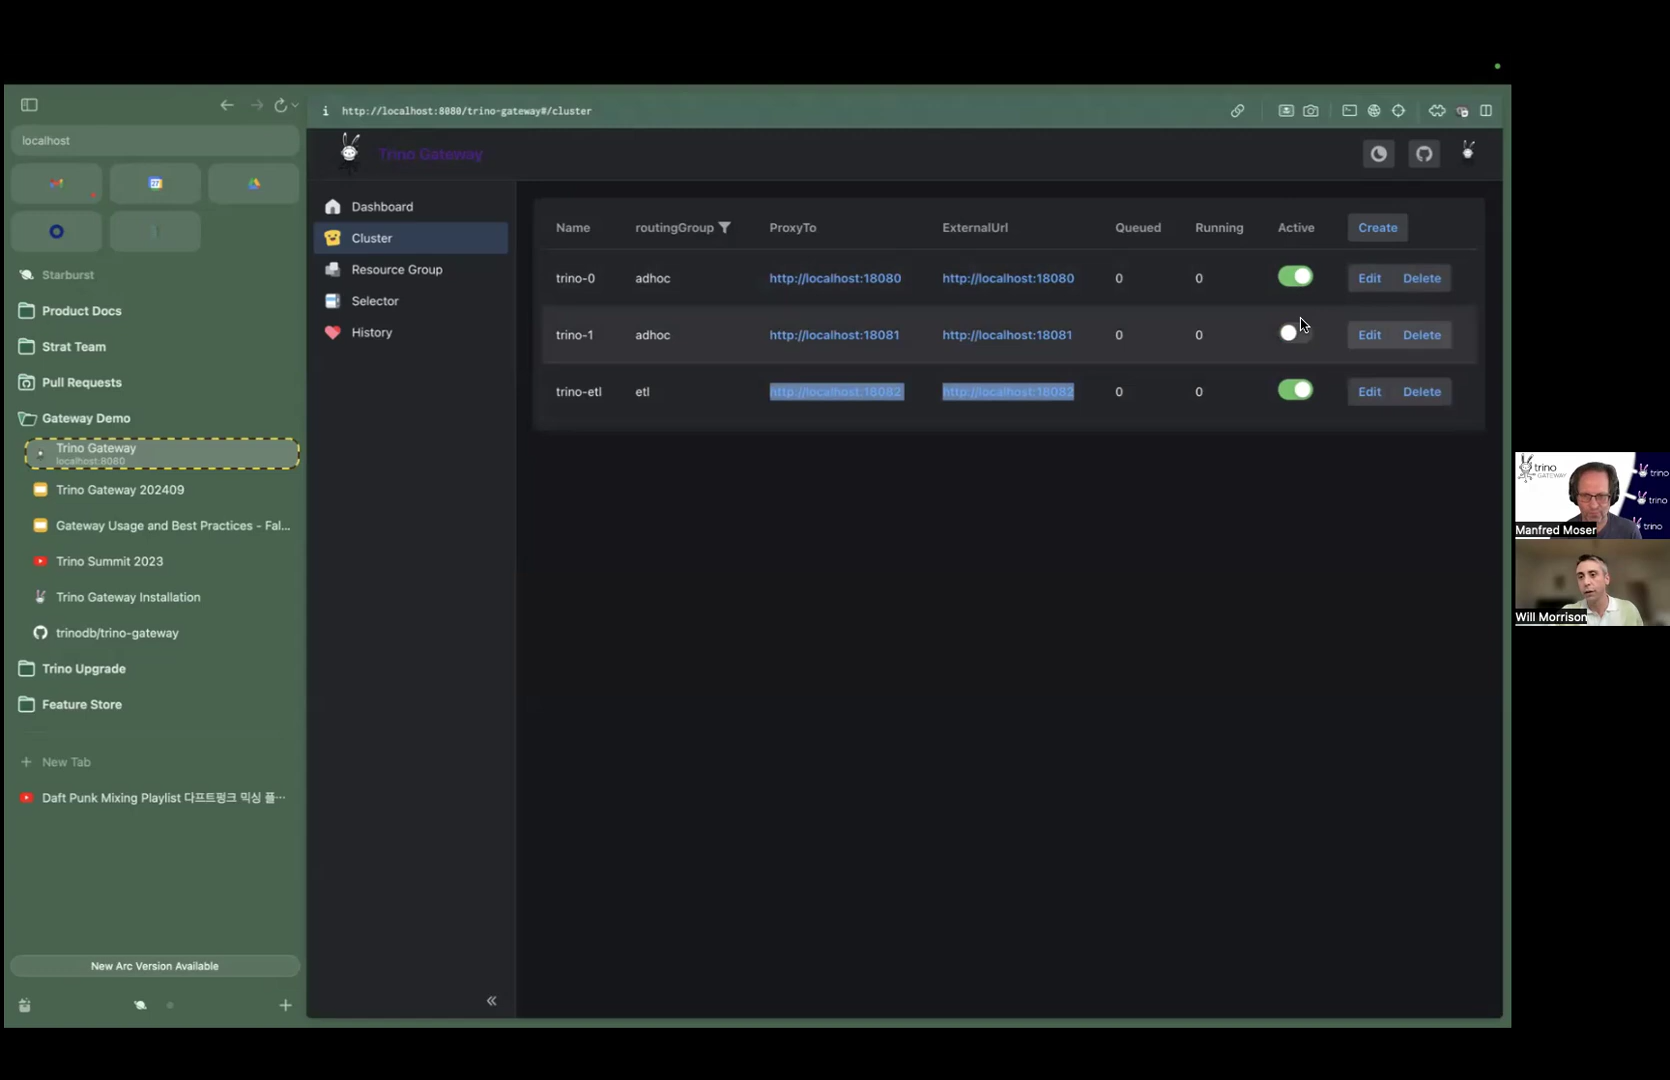 http://localhost:8080/trino-gateway#/cluster
localhost
Starburst
Product Docs
Strat Team
Pull Requests
Gateway Demo
Trino Gateway
localhost:8080
Trino Gateway 202409
Gateway Usage and Best Practices - Fal...
Trino Summit 2023
Trino Gateway Installation
trinodb/trino-gateway
Trino Upgrade
Feature Store
New Tab
Daft Punk Mixing Playlist 다프트펑크 믹싱 플...
New Arc Version Available
Trino Gateway
Dashboard
Cluster
Resource Group
Selector
History
Name routingGroup ProxyTo ExternalUrl Queued Running Active Create
trino-0 adhoc http://localhost:18080 http://localhost:18080 0 0 Edit Delete
trino-1 adhoc http://localhost:18081 http://localhost:18081 0 0 Edit Delete
trino-etl etl http://localhost:18082 http://localhost:18082 0 0 Edit Delete
trino
GATEWAY
trino
trino
trino
Manfred Moser
Will Morrison